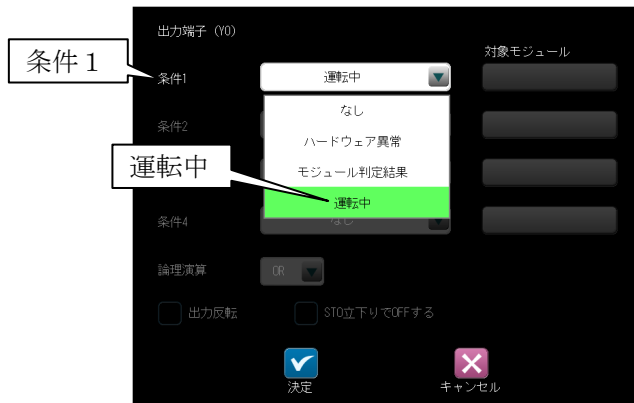 出力端子 (Y0)
対象モジュール
条件1
条件1
運転中
なし
条件2
ハードウェア異常
運転中
モジュール判定結果
運転中
条件4
なし
論理演算
OR
出力反転
STO立下りでOFFする
決定
キャンセル